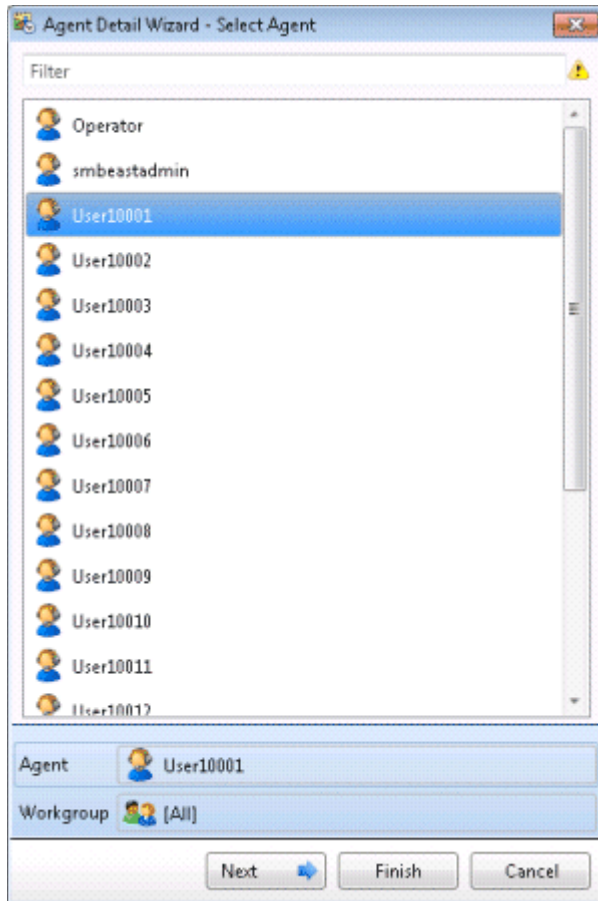 Agent Detail Wizard - Select Agent
Filter
Operator
smbeastadmin
User10001
User10002
User10003
User10004
User10005
User10006
User10007
User10008
User10009
User10010
User10011
User10012
Agent User10001
Workgroup [All]
Next Finish Cancel